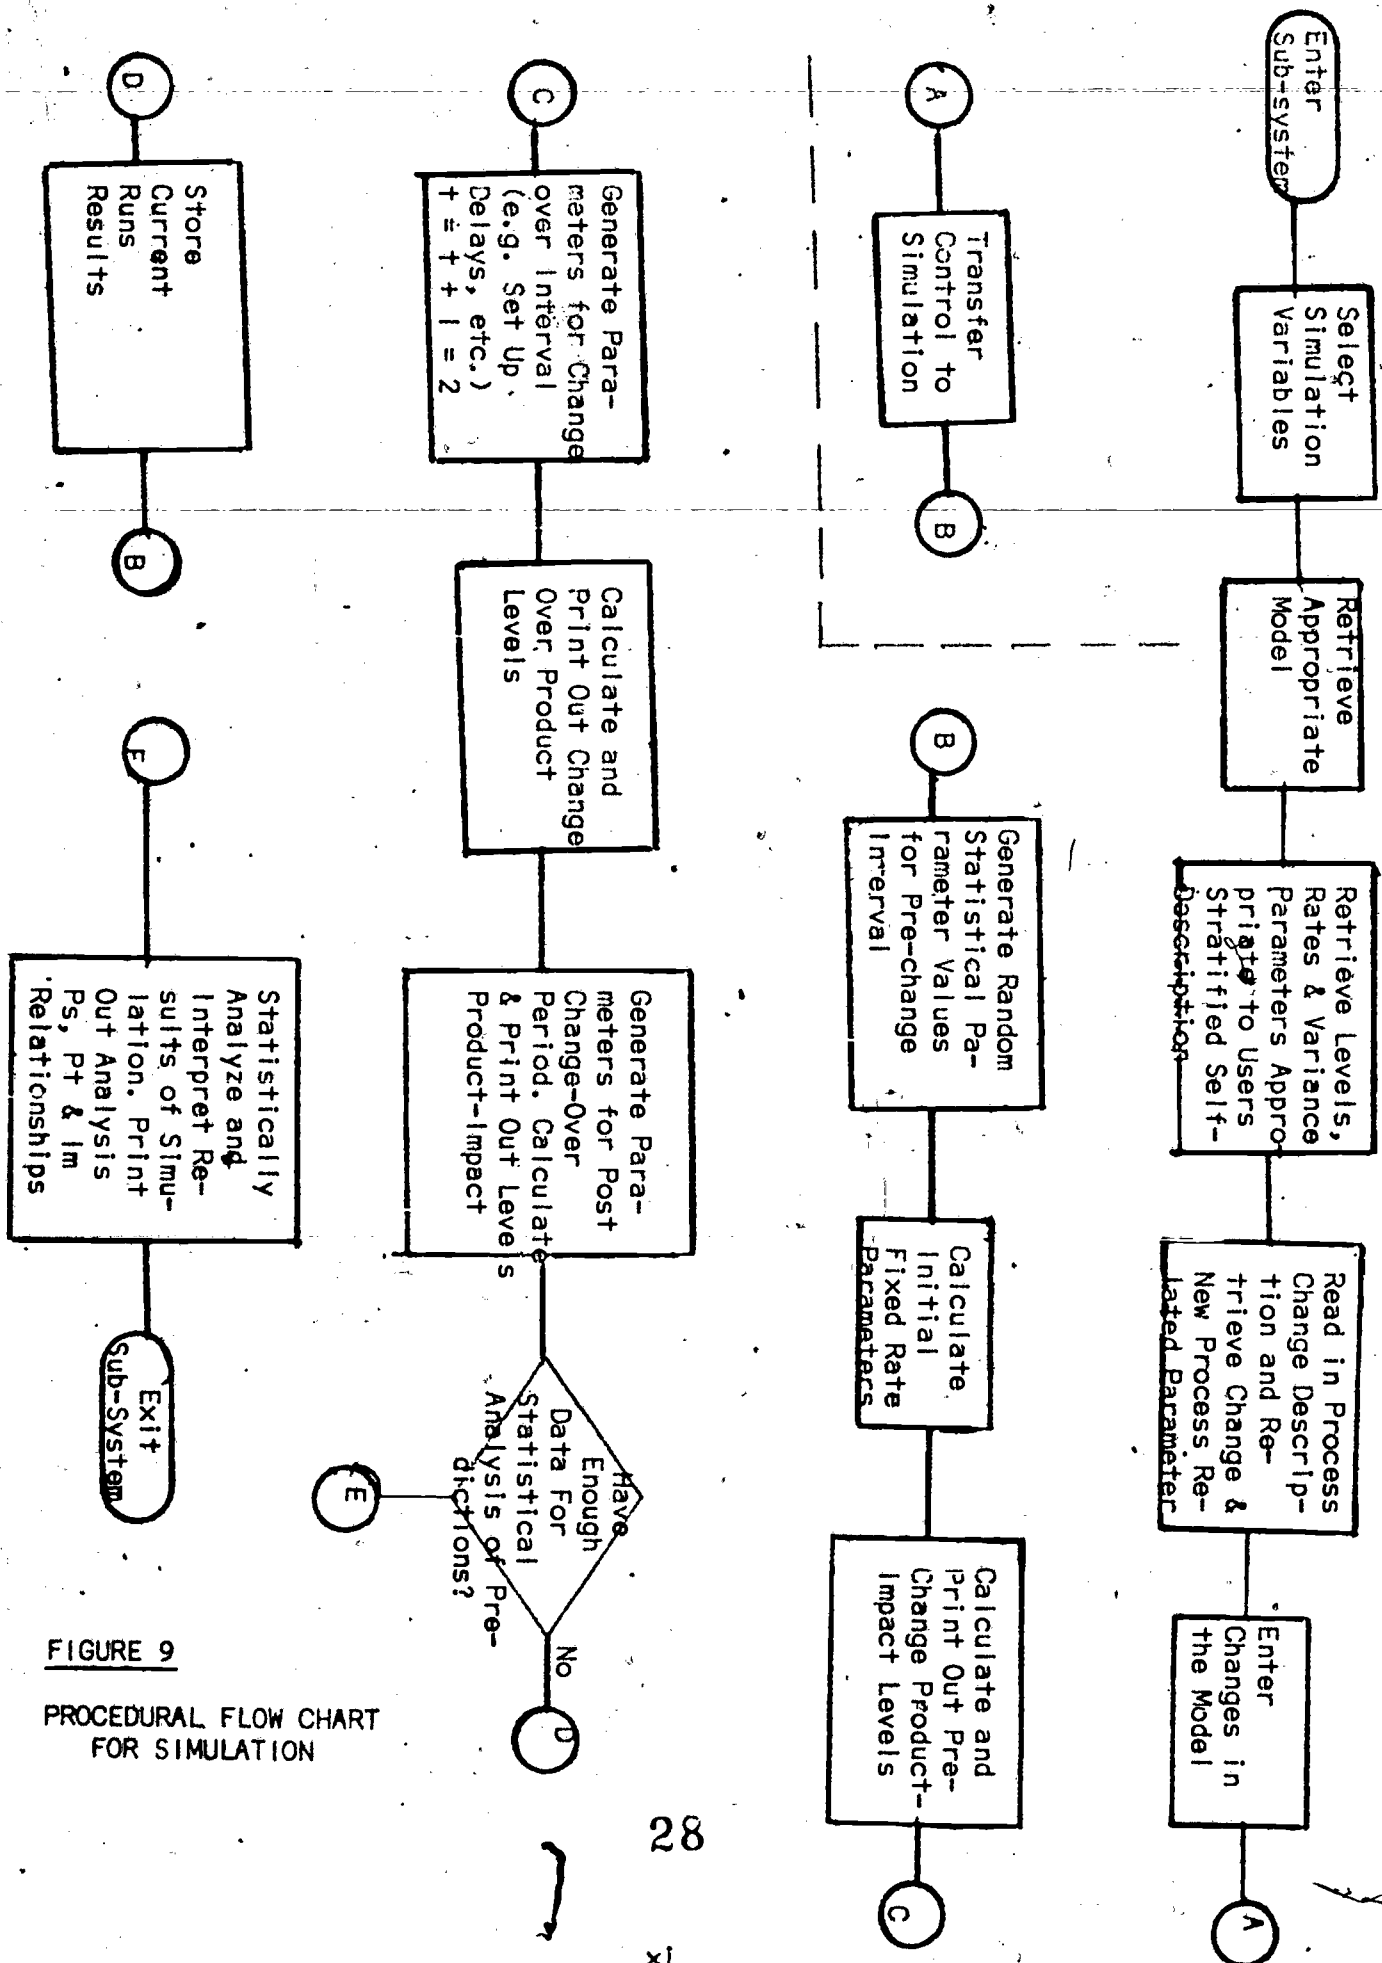 Enter
Sub-system
Select
Simulation
Variables
Retrieve
Appropriate
Model
Retrieve Levels,
Rates & Variance
Parameters Appro
priate to Users
Stratified Self-
Description
Read in Process
Change Descrip-
tion and Re-
trieve Change &
New Process Re-
lated Parameter
Enter
Changes in
the Model
A
A
Transfer
Control to
Simulation
B
B
Generate Random
Statistical Pa-
rameter Values
for Pre-change
Interval
Calculate
Initial
Fixed Rate
Parameters
Calculate and
Print Out Pre-
Change Product-
Impact Levels
C
C
Generate Para-
meters for Change
over Interval
(e.g. Set Up
Delays, etc.)
t = t + 1 = 2
Calculate and
Print Out Change
Over Product
Levels
Generate Para-
meters for Post
Change-Over
Period. Calculate
& Print Out Levels
Product-Impact
Have
Enough
Data For
Statistical
Analysis of Pre-
dictions?
No
D
E
D
Store
Current
Runs
Results
B
E
Statistically
Analyze and
Interpret Re-
sults of Simu-
lation. Print
Out Analysis
Ps, Pt & Im
Relationships
Exit
Sub-System
FIGURE 9
PROCEDURAL FLOW CHART
FOR SIMULATION
28
xi